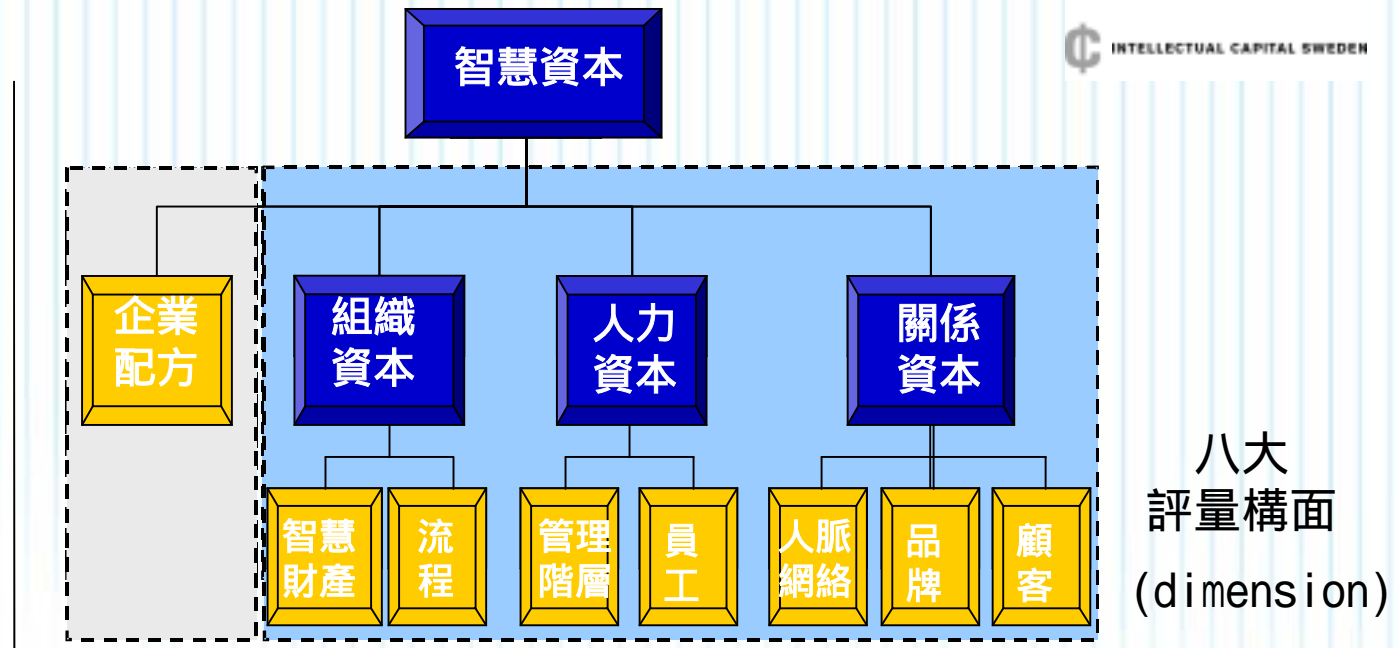 智慧資本
INTELLECTUAL CAPITAL SWEDEN
企業
配方
組織
資本
人力
資本
關係
資本
智慧
財產
流
程
管理
階層
員
工
人脈
網絡
品
牌
顧
客
八大
評量構面
(dimension)